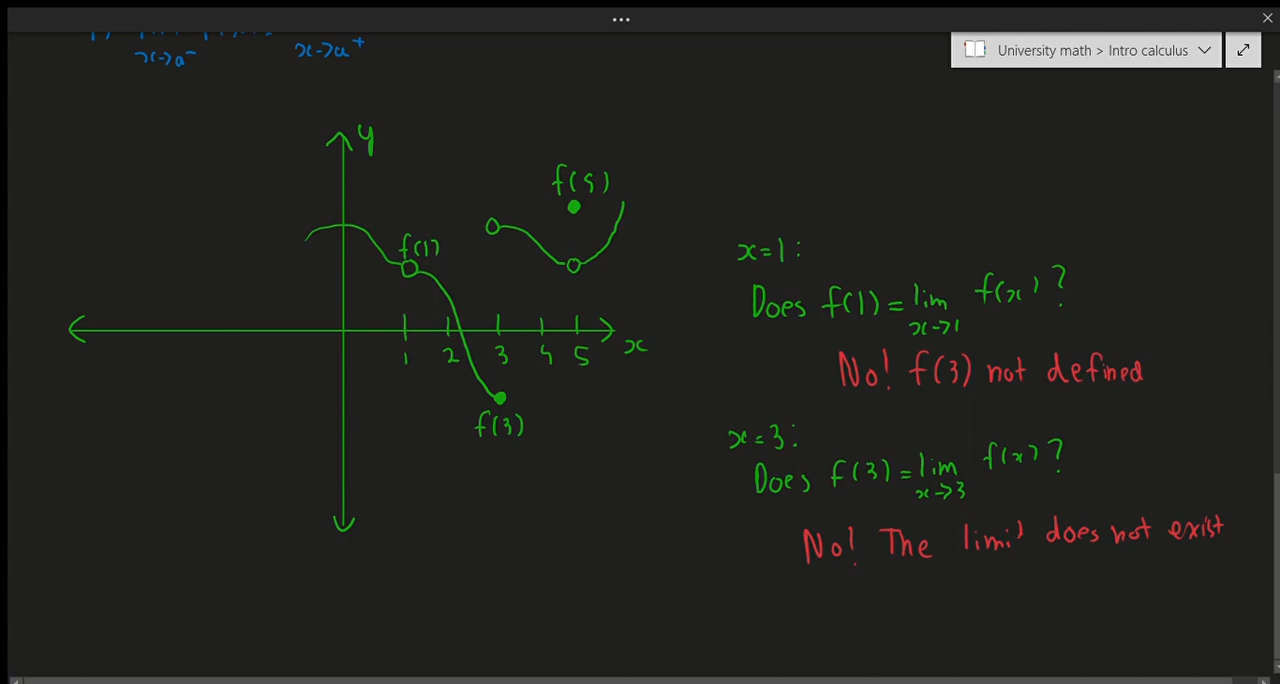 University math > Intro calculus
x->a⁻ x->a⁺
y
f(5)
f(1)
1 2 3 4 5 x
f(3)
x=1:
Does f(1) = lim f(x)?
x->1
No! f(3) not defined
x=3:
Does f(3) = lim f(x)?
x->3
No! The limit does not exist